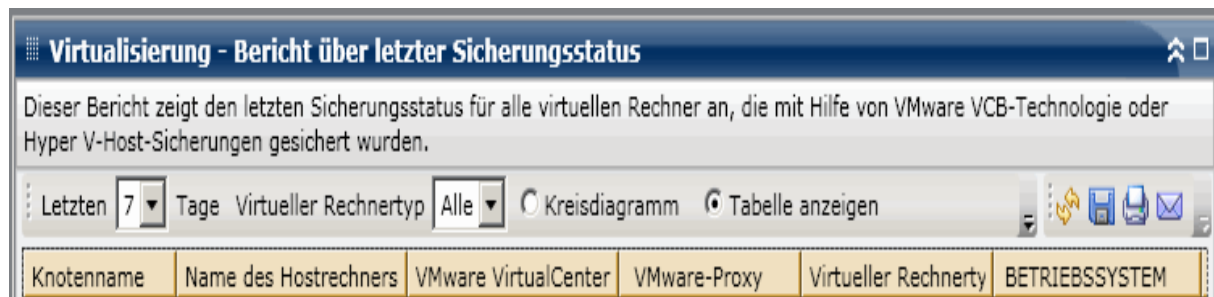 Virtualisierung - Bericht über letzter Sicherungsstatus
Dieser Bericht zeigt den letzten Sicherungsstatus für alle virtuellen Rechner an, die mit Hilfe von VMware VCB-Technologie oder
Hyper V-Host-Sicherungen gesichert wurden.
Letzten 7 Tage Virtueller Rechnertyp Alle Kreisdiagramm Tabelle anzeigen
Knotenname Name des Hostrechners VMware VirtualCenter VMware-Proxy Virtueller Rechnerty BETRIEBSSYSTEM